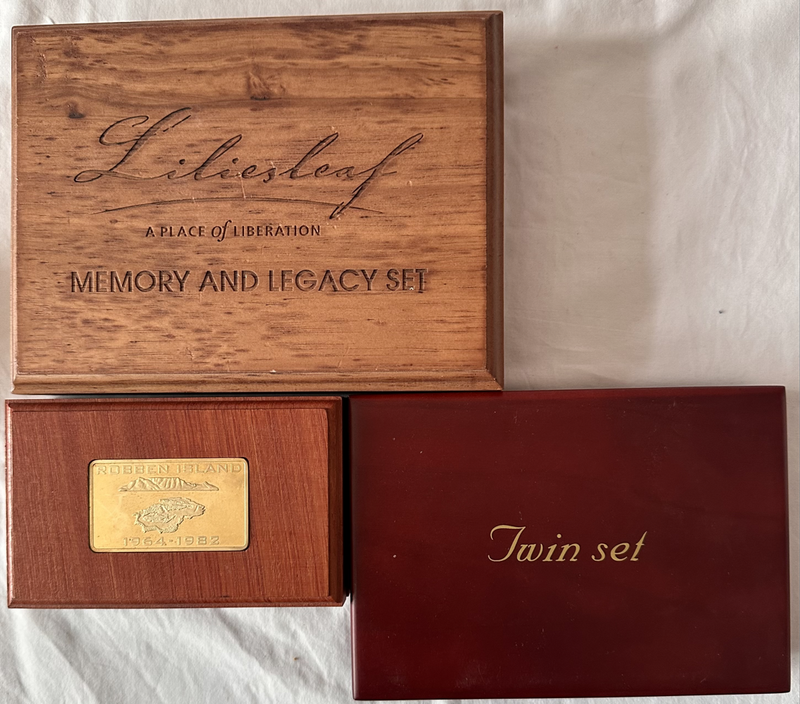 Liliesleaf
A PLACE of LIBERATION
MEMORY AND LEGACY SET
ROBBEN ISLAND
1964-1982
Twin set